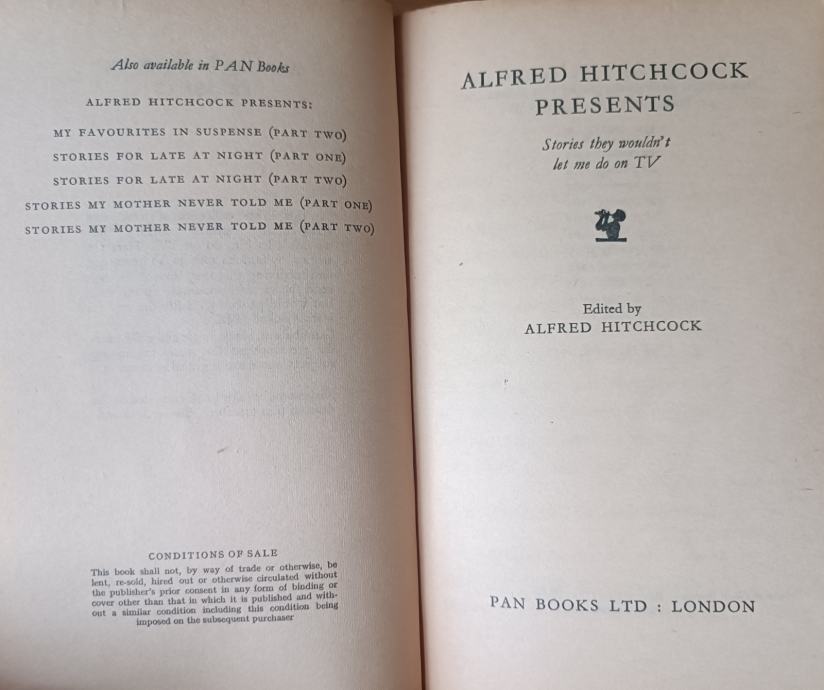 Also available in PAN Books
ALFRED HITCHCOCK PRESENTS:
MY FAVOURITES IN SUSPENSE (PART TWO)
STORIES FOR LATE AT NIGHT (PART ONE)
STORIES FOR LATE AT NIGHT (PART TWO)
STORIES MY MOTHER NEVER TOLD ME (PART ONE)
STORIES MY MOTHER NEVER TOLD ME (PART TWO)
CONDITIONS OF SALE
This book shall not, by way of trade or otherwise, be
lent, re-sold, hired out or otherwise circulated without
the publisher's prior consent in any form of binding or
cover other than that in which it is published and with-
out a similar condition including this condition being
imposed on the subsequent purchaser
ALFRED HITCHCOCK
PRESENTS
Stories they wouldn't
let me do on TV
Edited by
ALFRED HITCHCOCK
PAN BOOKS LTD : LONDON